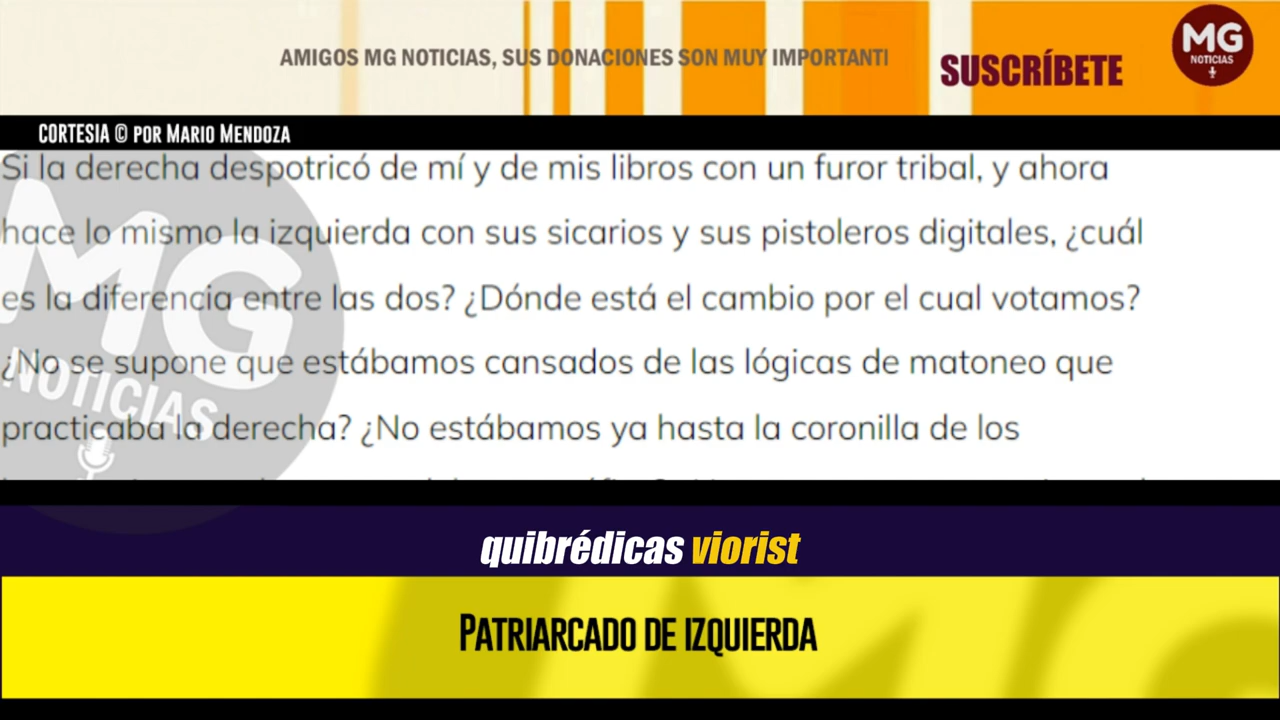 AMIGOS MG NOTICIAS, SUS DONACIONES SON MUY IMPORTANTI
SUSCRÍBETE
MG
NOTICIAS
CORTESIA © POR MARIO MENDOZA
Si la derecha despotricó de mí y de mis libros con un furor tribal, y ahora
hace lo mismo la izquierda con sus sicarios y sus pistoleros digitales, ¿cuál
es la diferencia entre las dos? ¿Dónde está el cambio por el cual votamos?
¿No se supone que estábamos cansados de las lógicas de matoneo que
practicaba la derecha? ¿No estábamos ya hasta la coronilla de los
MG
NOTICIAS
quibrédicas viorist
PATRIARCADO DE IZQUIERDA